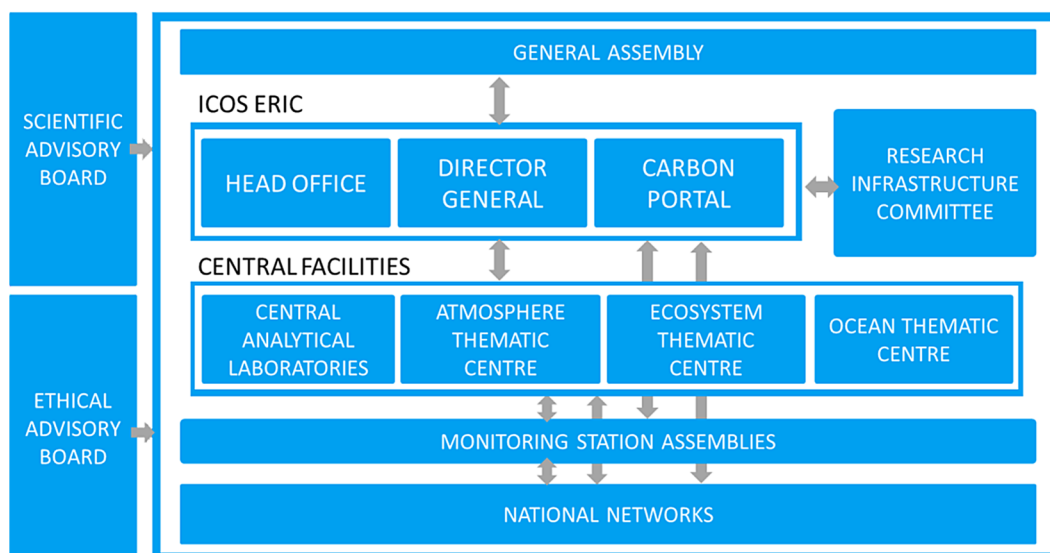 GENERAL ASSEMBLY
SCIENTIFIC
ADVISORY
BOARD
ICOS ERIC
HEAD OFFICE
DIRECTOR
GENERAL
CARBON
PORTAL
RESEARCH
INFRASTRUCTURE
COMMITTEE
CENTRAL FACILITIES
CENTRAL
ANALYTICAL
LABORATORIES
ATMOSPHERE
THEMATIC
CENTRE
ECOSYSTEM
THEMATIC
CENTRE
OCEAN THEMATIC
CENTRE
ETHICAL
ADVISORY
BOARD
MONITORING STATION ASSEMBLIES
NATIONAL NETWORKS